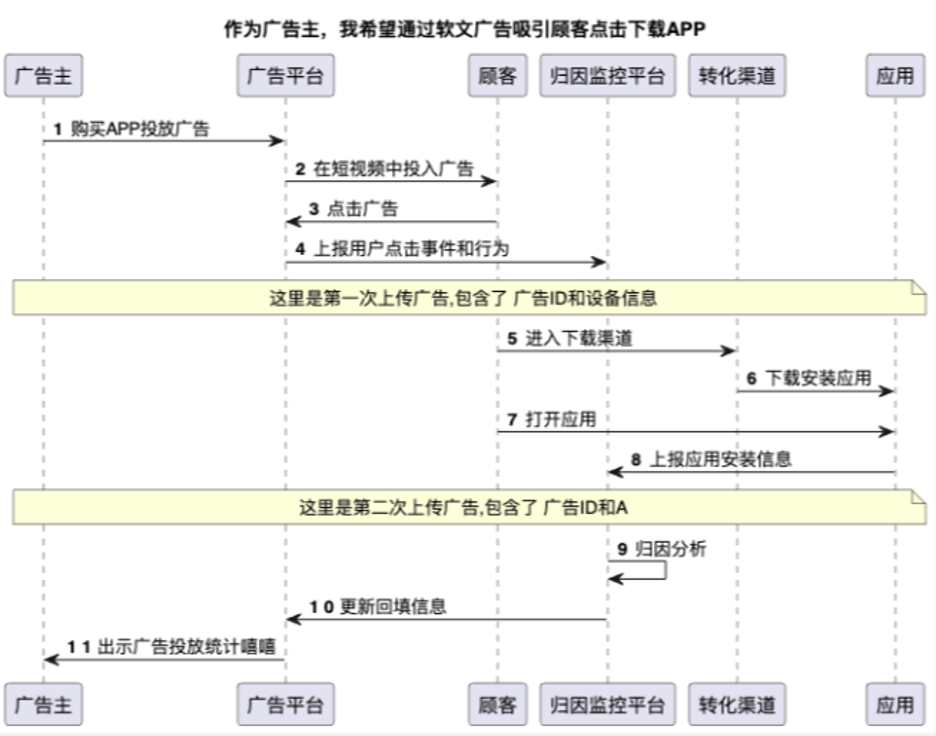 作为广告主，我希望通过软文广告吸引顾客点击下载APP
广告主 广告平台 顾客 归因监控平台 转化渠道 应用
1 购买APP投放广告
2 在短视频中投入广告
3 点击广告
4 上报用户点击事件和行为
这里是第一次上传广告,包含了 广告ID和设备信息
5 进入下载渠道
6 下载安装应用
7 打开应用
8 上报应用安装信息
这里是第二次上传广告,包含了 广告ID和A
9 归因分析
10 更新回填信息
11 出示广告投放统计嘻嘻
广告主 广告平台 顾客 归因监控平台 转化渠道 应用